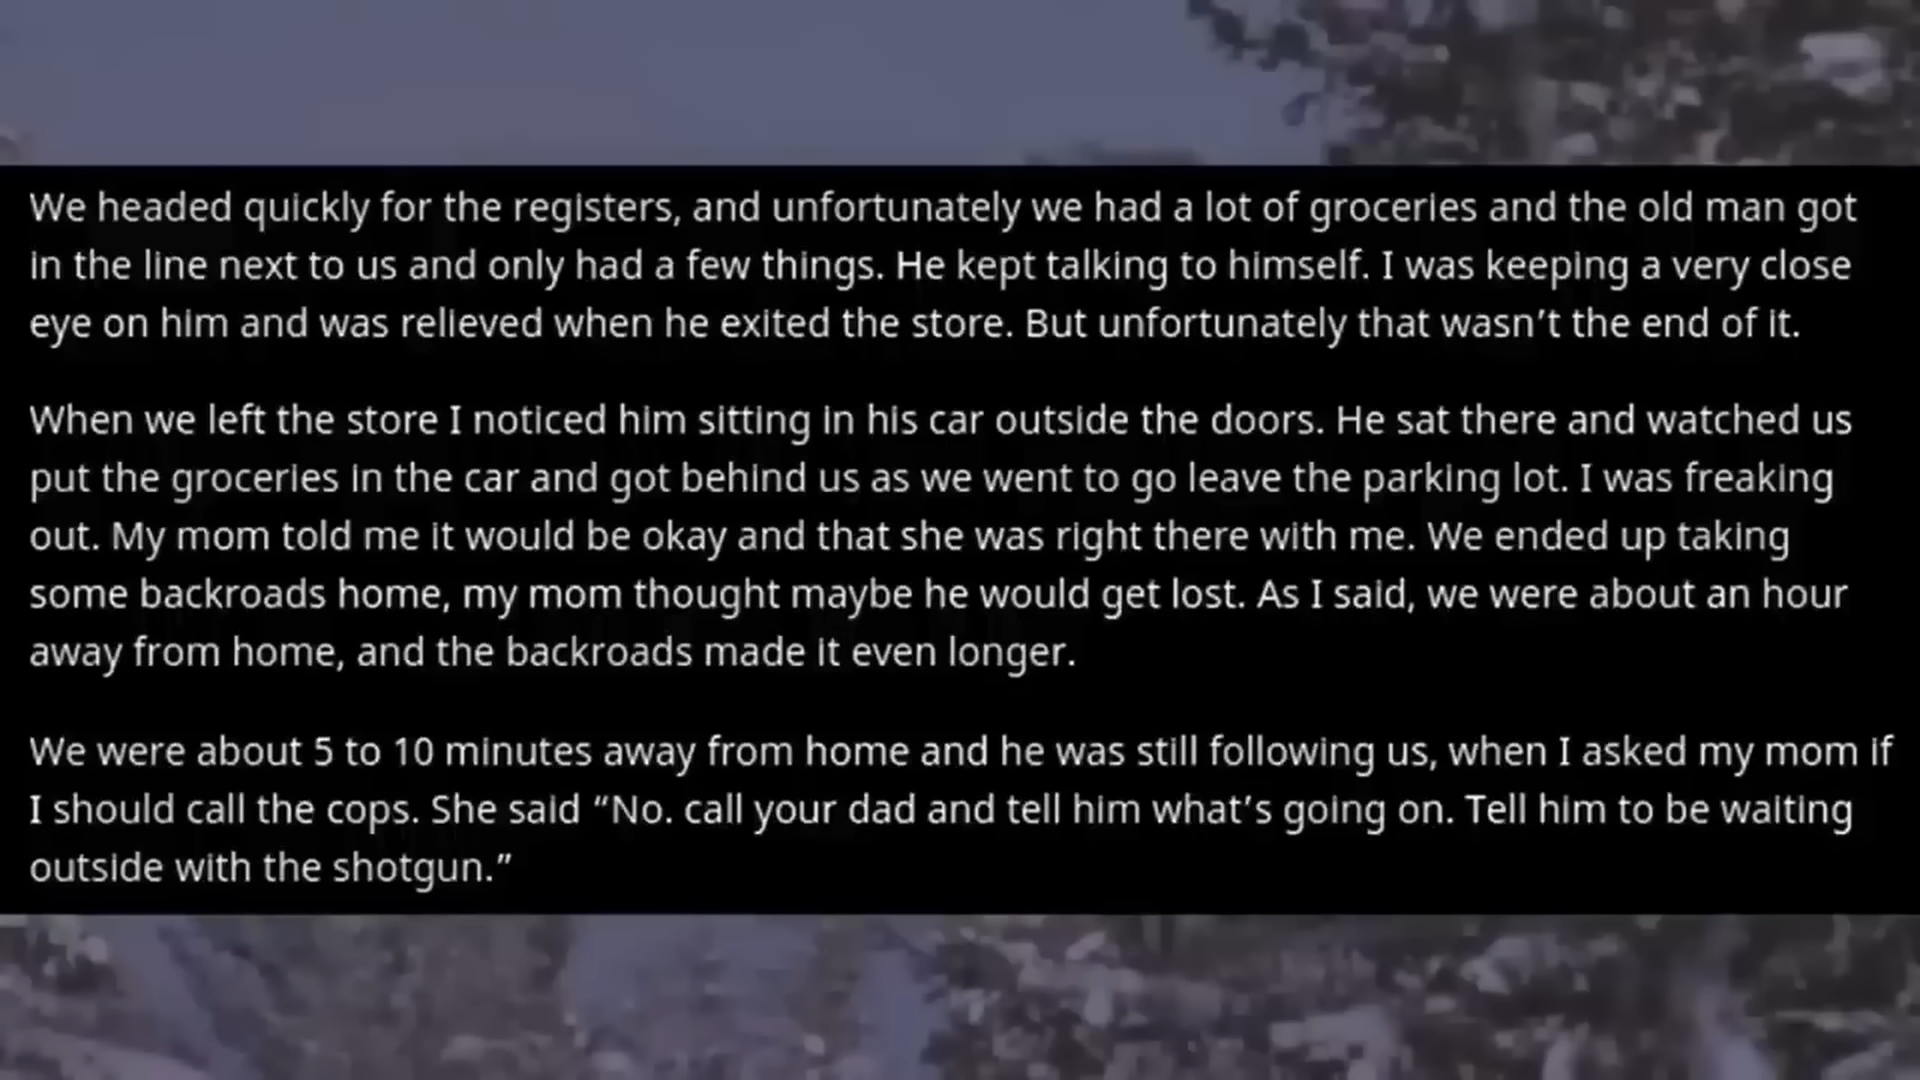 We headed quickly for the registers, and unfortunately we had a lot of groceries and the old man got
in the line next to us and only had a few things. He kept talking to himself. I was keeping a very close
eye on him and was relieved when he exited the store. But unfortunately that wasn’t the end of it.
When we left the store I noticed him sitting in his car outside the doors. He sat there and watched us
put the groceries in the car and got behind us as we went to go leave the parking lot. I was freaking
out. My mom told me it would be okay and that she was right there with me. We ended up taking
some backroads home, my mom thought maybe he would get lost. As I said, we were about an hour
away from home, and the backroads made it even longer.
We were about 5 to 10 minutes away from home and he was still following us, when I asked my mom if
I should call the cops. She said “No. call your dad and tell him what’s going on. Tell him to be waiting
outside with the shotgun.”